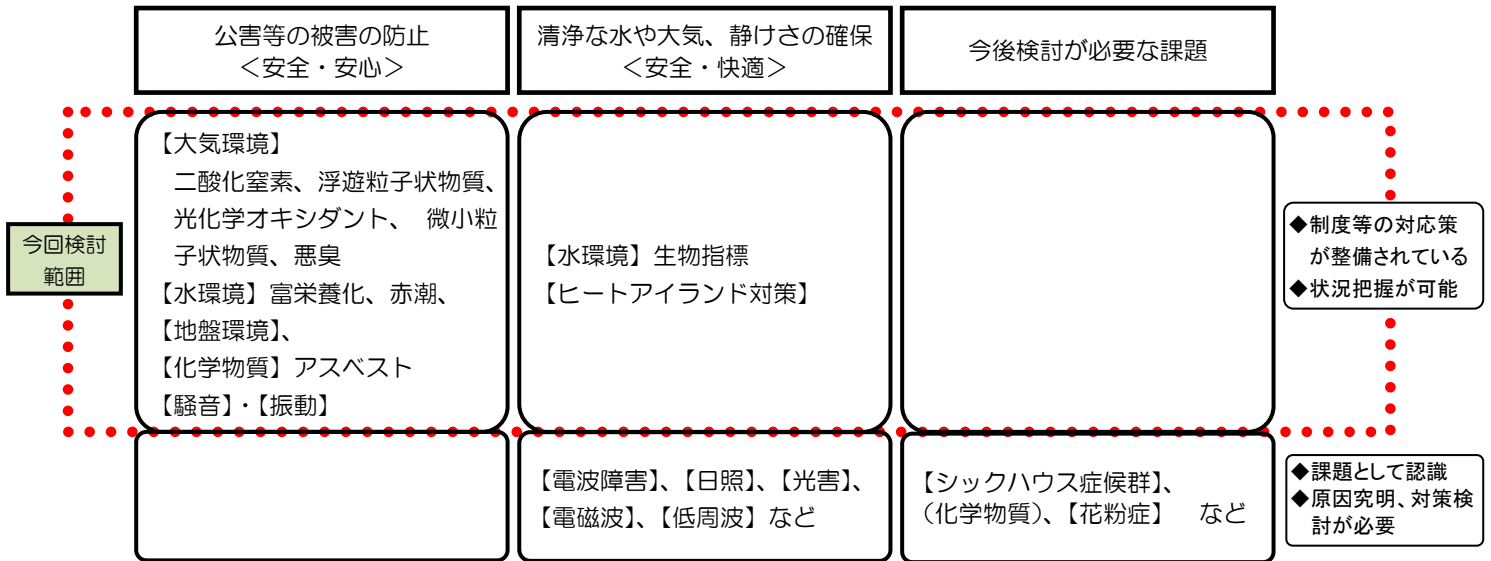 公害等の被害の防止
＜安全・安心＞
清浄な水や大気、静けさの確保
＜安全・快適＞
今後検討が必要な課題
今回検討
範囲
【大気環境】
二酸化窒素、浮遊粒子状物質、
光化学オキシダント、 微小粒
子状物質、悪臭
【水環境】富栄養化、赤潮、
【地盤環境】、
【化学物質】アスベスト
【騒音】・【振動】
【水環境】生物指標
【ヒートアイランド対策】
◆制度等の対応策
が整備されている
◆状況把握が可能
【電波障害】、【日照】、【光害】、
【電磁波】、【低周波】など
【シックハウス症候群】、
（化学物質）、【花粉症】 など
◆課題として認識
◆原因究明、対策検
討が必要